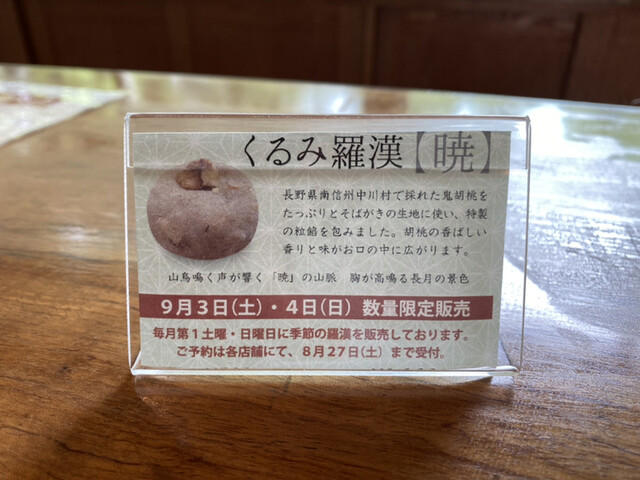 くるみ羅漢【暁】
長野県南信州中川村で採れた鬼胡桃を
たっぷりとそばがきの生地に使い、特製
の粒餡を包みました。胡桃の香ばしい
香りと味がお口の中に広がります。
山鳥鳴く声が響く「暁」の山脈　胸が高鳴る長月の景色
9月3日(土)・4日(日) 数量限定販売
毎月第1土曜・日曜日に季節の羅漢を販売しております。
ご予約は各店舗にて、8月27日(土)まで受付。